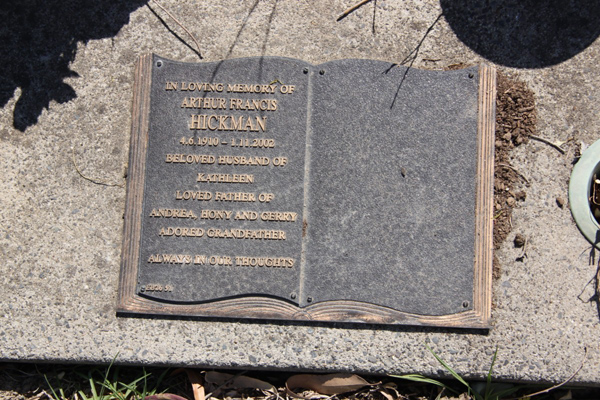 IN LOVING MEMORY OF
ARTHUR FRANCIS
HICKMAN
4.6.1910 – 1.11.2002
BELOVED HUSBAND OF
KATHLEEN
LOVED FATHER OF
ANDREA, HONY AND GERRY
ADORED GRANDFATHER
ALWAYS IN OUR THOUGHTS